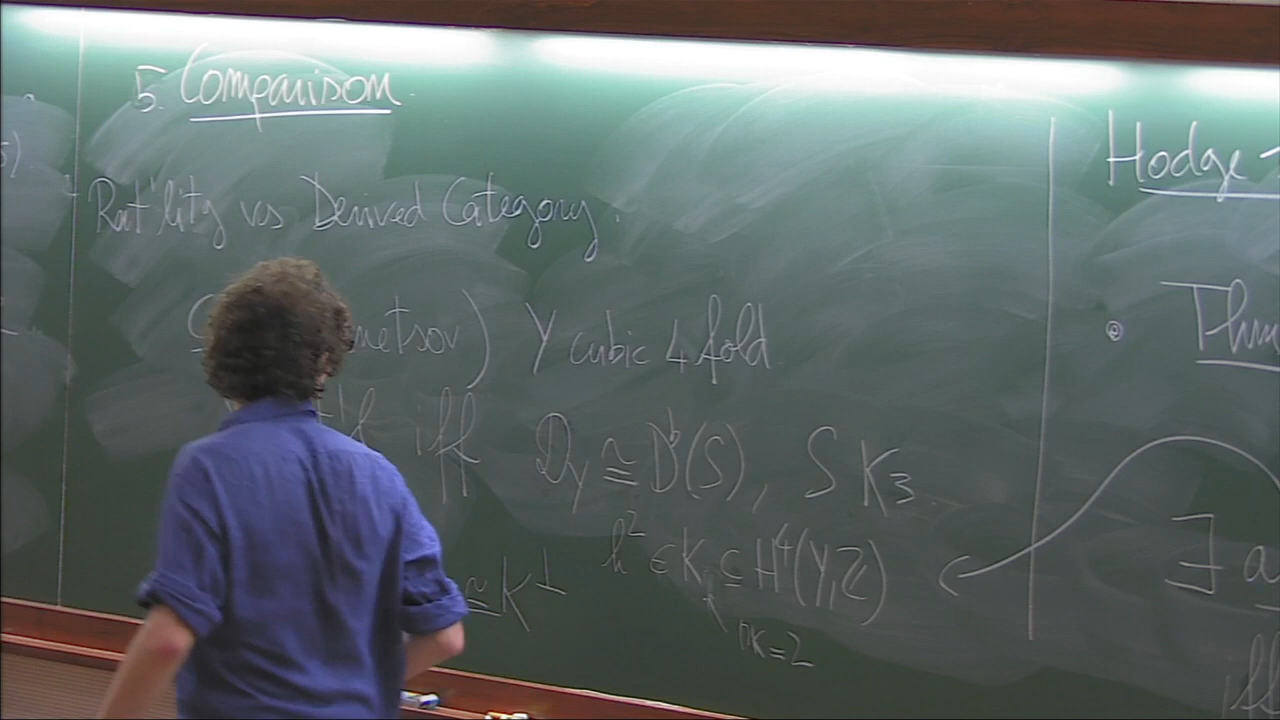 5. Comparison.
Rat'lity vs Derived Category.
metsov) Y cubic 4 fold
iff D_Y ≅ D^b(S), S K3
≅ K^⊥ h^2 ∈ K ⊆ H^4(Y,Z)
rk=2
Hodge
Thm
∃ a
iff